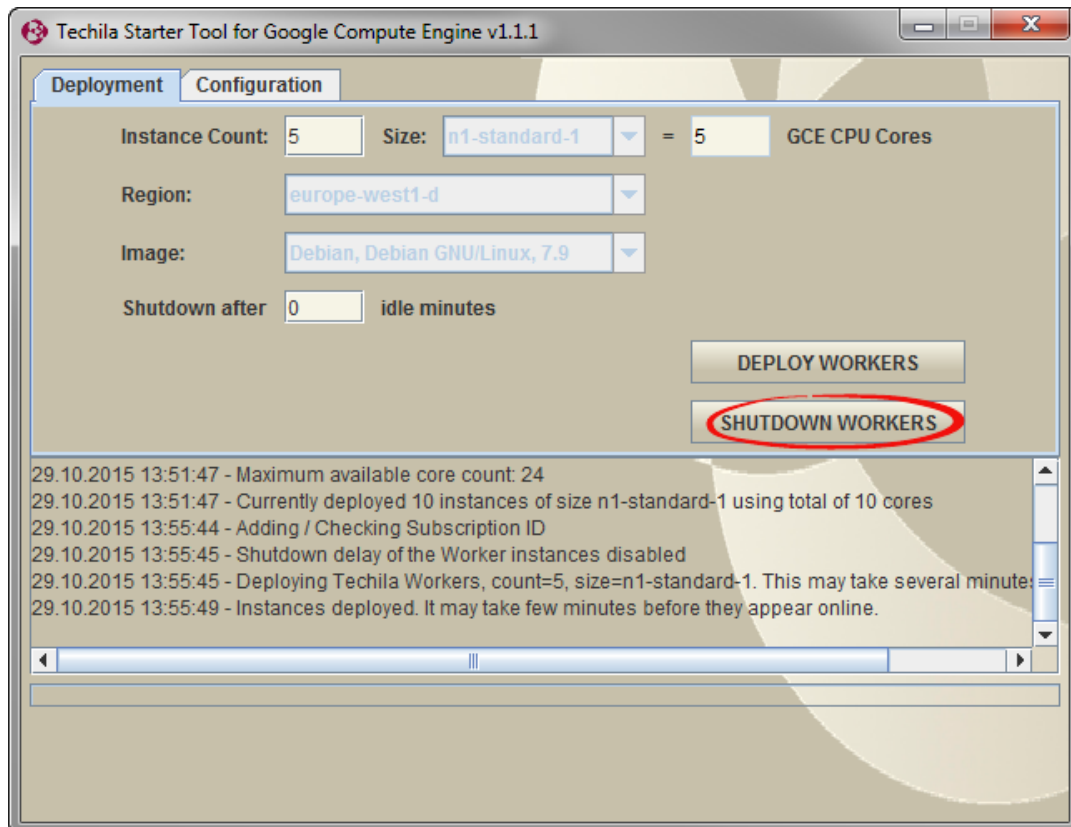 Techila Starter Tool for Google Compute Engine v1.1.1
Deployment Configuration
Instance Count: 5 Size: n1-standard-1 = 5 GCE CPU Cores
Region: europe-west1-d
Image: Debian, Debian GNU/Linux, 7.9
Shutdown after 0 idle minutes
DEPLOY WORKERS
SHUTDOWN WORKERS
29.10.2015 13:51:47 - Maximum available core count: 24
29.10.2015 13:51:47 - Currently deployed 10 instances of size n1-standard-1 using total of 10 cores
29.10.2015 13:55:44 - Adding / Checking Subscription ID
29.10.2015 13:55:45 - Shutdown delay of the Worker instances disabled
29.10.2015 13:55:45 - Deploying Techila Workers, count=5, size=n1-standard-1. This may take several minute
29.10.2015 13:55:49 - Instances deployed. It may take few minutes before they appear online.